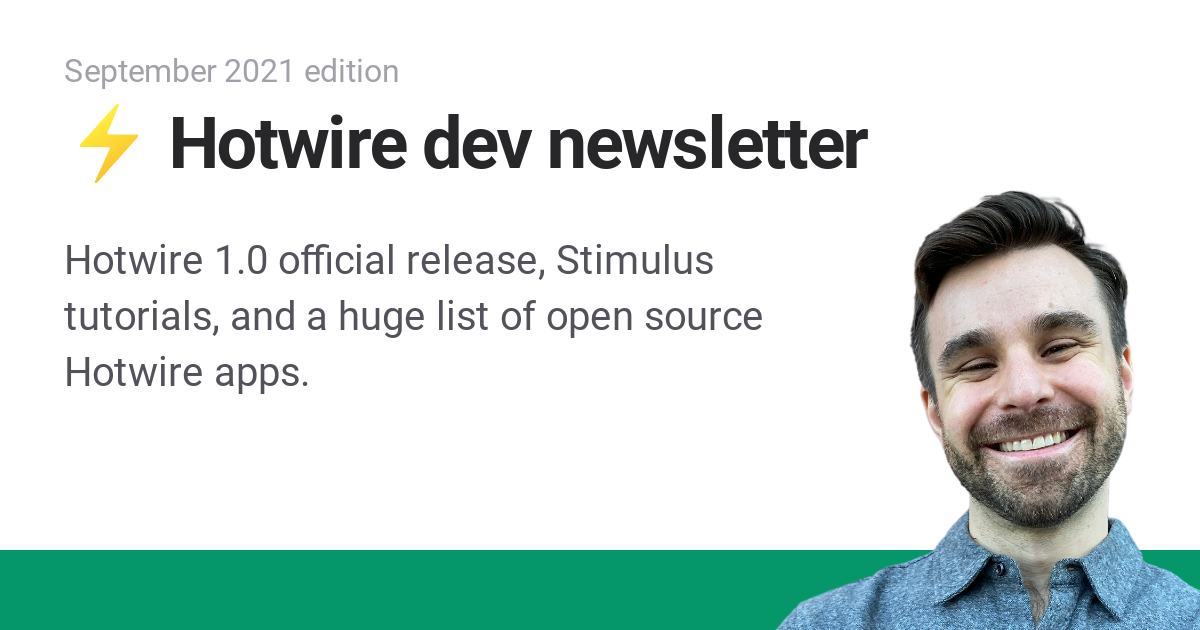 September 2021 edition
⚡ Hotwire dev newsletter
Hotwire 1.0 official release, Stimulus
tutorials, and a huge list of open source
Hotwire apps.